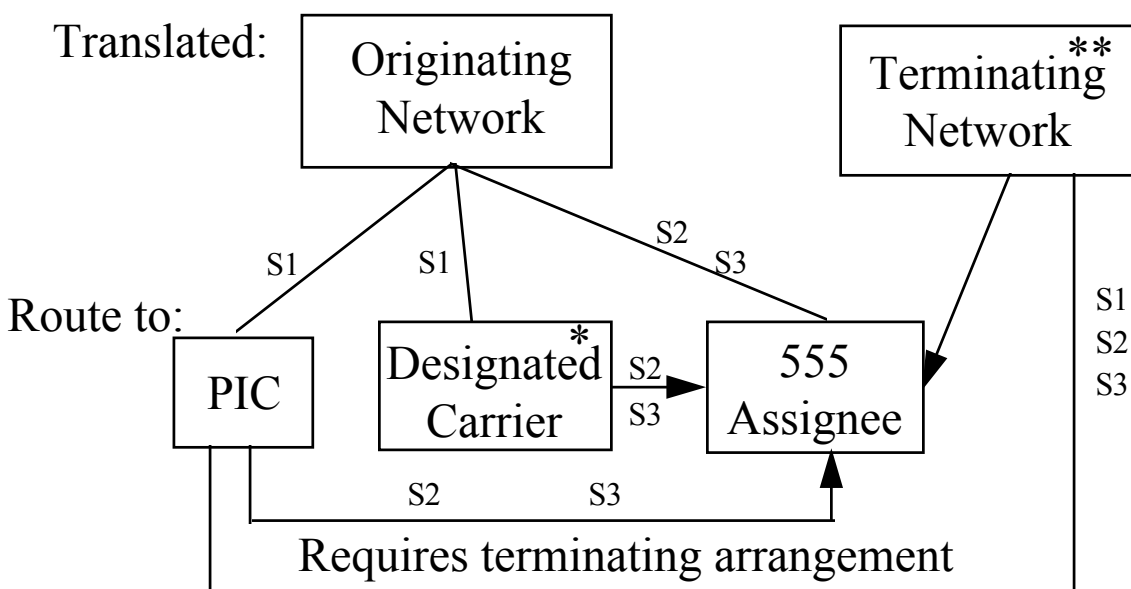 Translated:
Originating
Network
**
Terminating
Network
S1
S1
S2
S3
Route to:
PIC
*
Designated
Carrier
S2
S3
555
Assignee
S1
S2
S3
S2 S3
Requires terminating arrangement